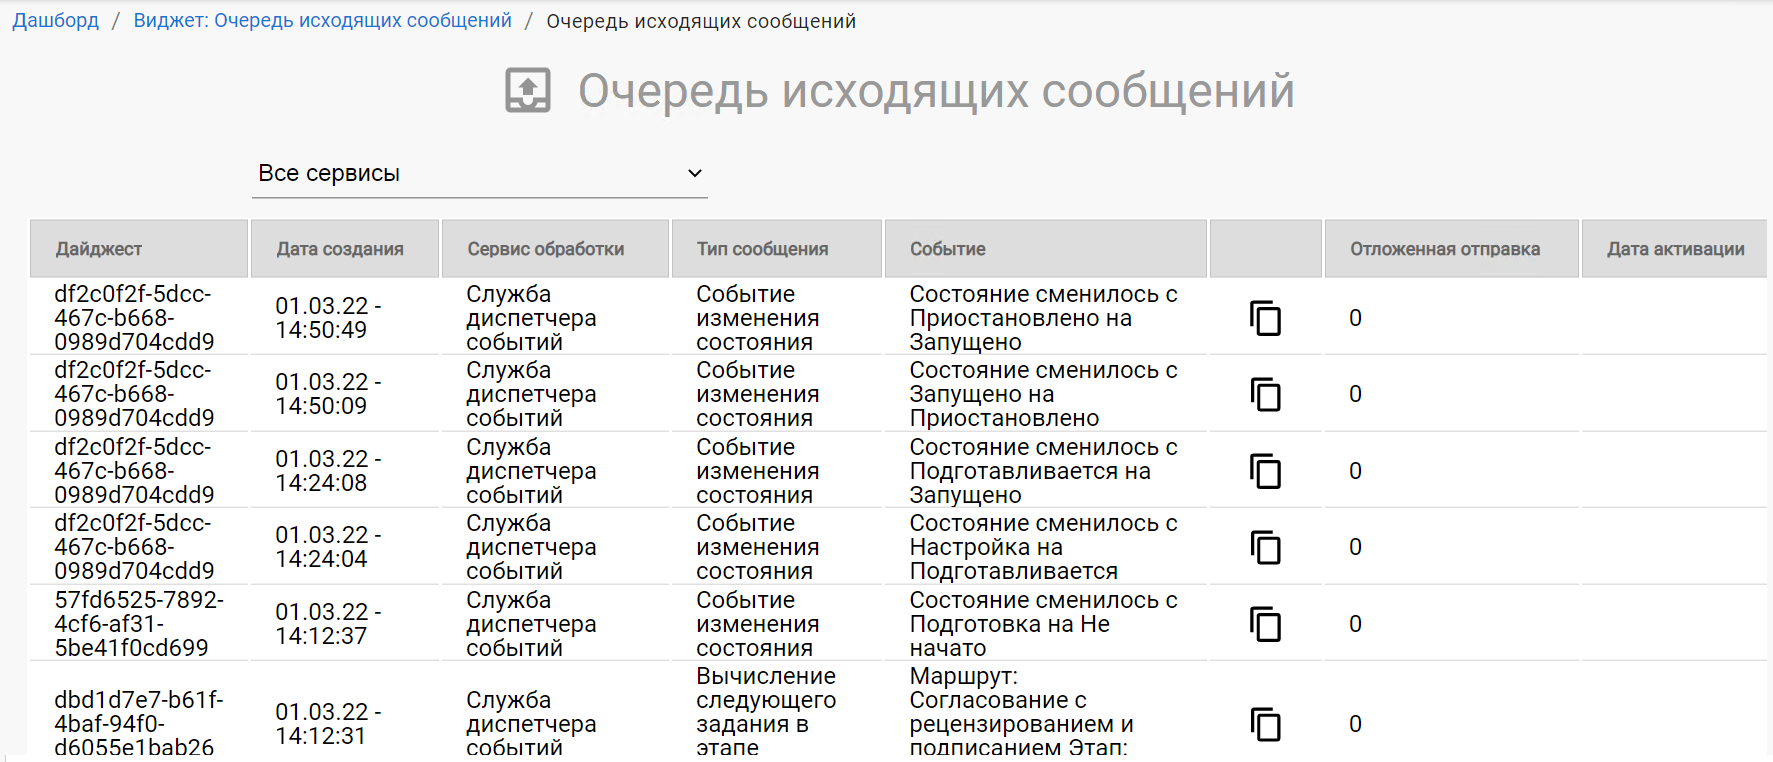 Дашборд / Виджет: Очередь исходящих сообщений / Очередь исходящих сообщений
Очередь исходящих сообщений
Все сервисы
Дайджест Дата создания Сервис обработки Тип сообщения Событие Отложенная отправка Дата активации
df2c0f2f-5dcc-
467c-b668-
0989d704cdd9
01.03.22 -
14:50:49
Служба
диспетчера
событий
Событие
изменения
состояния
Состояние сменилось с
Приостановлено на
Запущено
0
df2c0f2f-5dcc-
467c-b668-
0989d704cdd9
01.03.22 -
14:50:09
Служба
диспетчера
событий
Событие
изменения
состояния
Состояние сменилось с
Запущено на
Приостановлено
0
df2c0f2f-5dcc-
467c-b668-
0989d704cdd9
01.03.22 -
14:24:08
Служба
диспетчера
событий
Событие
изменения
состояния
Состояние сменилось с
Подготавливается на
Запущено
0
df2c0f2f-5dcc-
467c-b668-
0989d704cdd9
01.03.22 -
14:24:04
Служба
диспетчера
событий
Событие
изменения
состояния
Состояние сменилось с
Настройка на
Подготавливается
0
57fd6525-7892-
4cf6-af31-
5be41f0cd699
01.03.22 -
14:12:37
Служба
диспетчера
событий
Событие
изменения
состояния
Состояние сменилось с
Подготовка на Не
начато
0
dbd1d7e7-b61f-
4baf-94f0-
d6055e1bab26
01.03.22 -
14:12:31
Служба
диспетчера
событий
Вычисление
следующего
задания в
этапе
Маршрут:
Согласование с
рецензированием и
подписанием Этап:
0